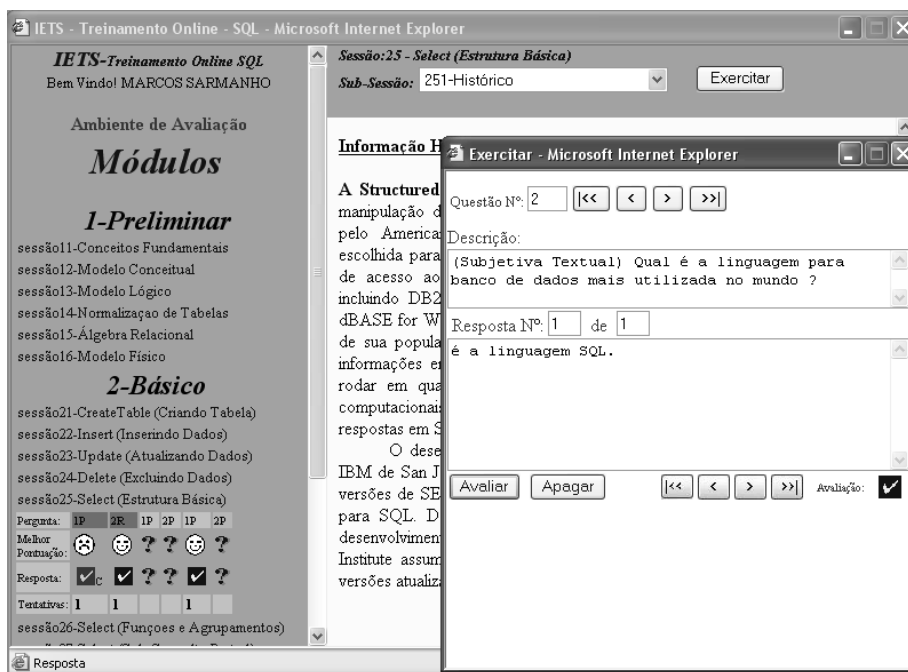 IETS - Treinamento Online - SQL - Microsoft Internet Explorer
IETS-Treinamento Online SQL
Bem Vindo! MARCOS SARMANHO
Ambiente de Avaliação
Módulos
1-Preliminar
sessão11-Conceitos Fundamentais
sessão12-Modelo Conceitual
sessão13-Modelo Lógico
sessão14-Normalizaçao de Tabelas
sessão15-Álgebra Relacional
sessão16-Modelo Físico
2-Básico
sessão21-CreateTable (Criando Tabela)
sessão22-Insert (Inserindo Dados)
sessão23-Update (Atualizando Dados)
sessão24-Delete (Excluindo Dados)
sessão25-Select (Estrutura Básica)
Pergunta: 1P 2R 1P 2P 1P 2P
Melhor
Pontuação: ? ? ?
Resposta: C ? ? ?
Tentativas: 1 1 1
sessão26-Select (Funçoes e Agrupamentos)
Resposta
Sessão:25 - Select (Estrutura Básica)
Sub-Sessão: 251-Histórico Exercitar
Informação H
A Structured
manipulação d
pelo America
escolhida para
de acesso ao
incluindo DB2
dBASE for W
de sua popula
informações e
rodar em qua
computacionais
respostas em S
O dese
IBM de San J
versões de SE
para SQL. D
desenvolvimen
Institute assum
versões atualiz
Exercitar - Microsoft Internet Explorer
Questão Nº: 2 |<< < > >>|
Descrição:
(Subjetiva Textual) Qual é a linguagem para
banco de dados mais utilizada no mundo ?
Resposta Nº: 1 de 1
é a linguagem SQL.
Avaliar Apagar |<< < > >>| Avaliação: